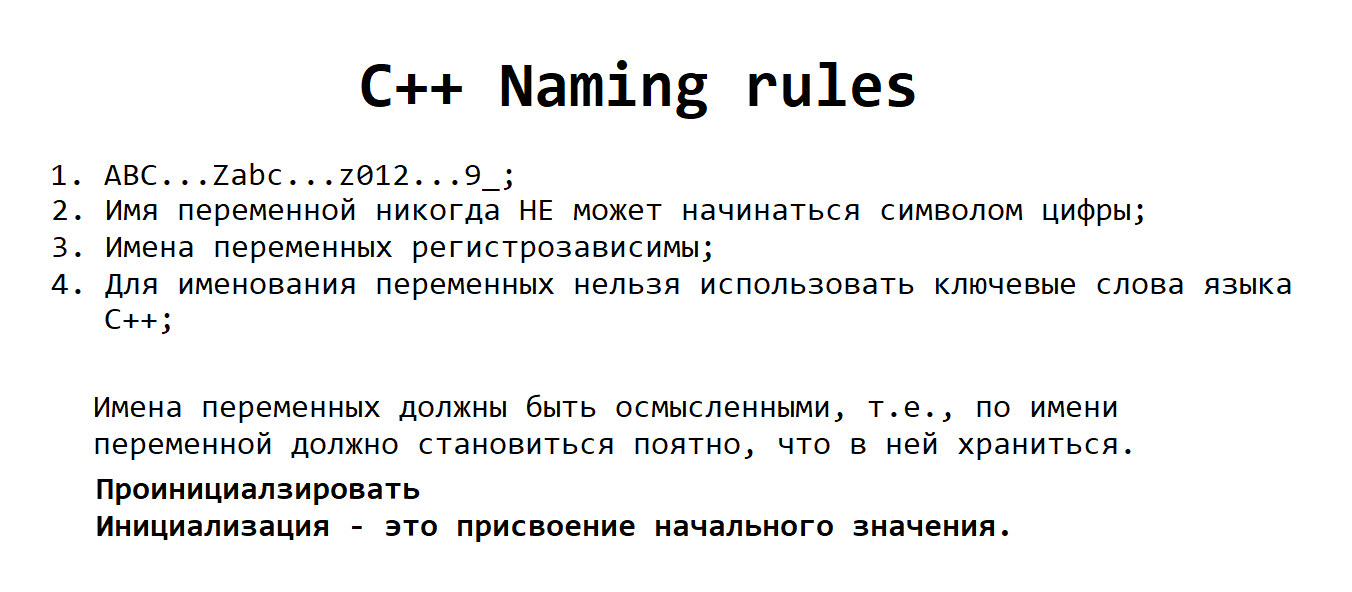 C++ Naming rules
1. ABC...Zabc...z012...9_;
2. Имя переменной никогда НЕ может начинаться символом цифры;
3. Имена переменных регистрозависимы;
4. Для именования переменных нельзя использовать ключевые слова языка
C++;
Имена переменных должны быть осмысленными, т.е., по имени
переменной должно становиться поятно, что в ней храниться.
Проинициалзировать
Инициализация - это присвоение начального значения.